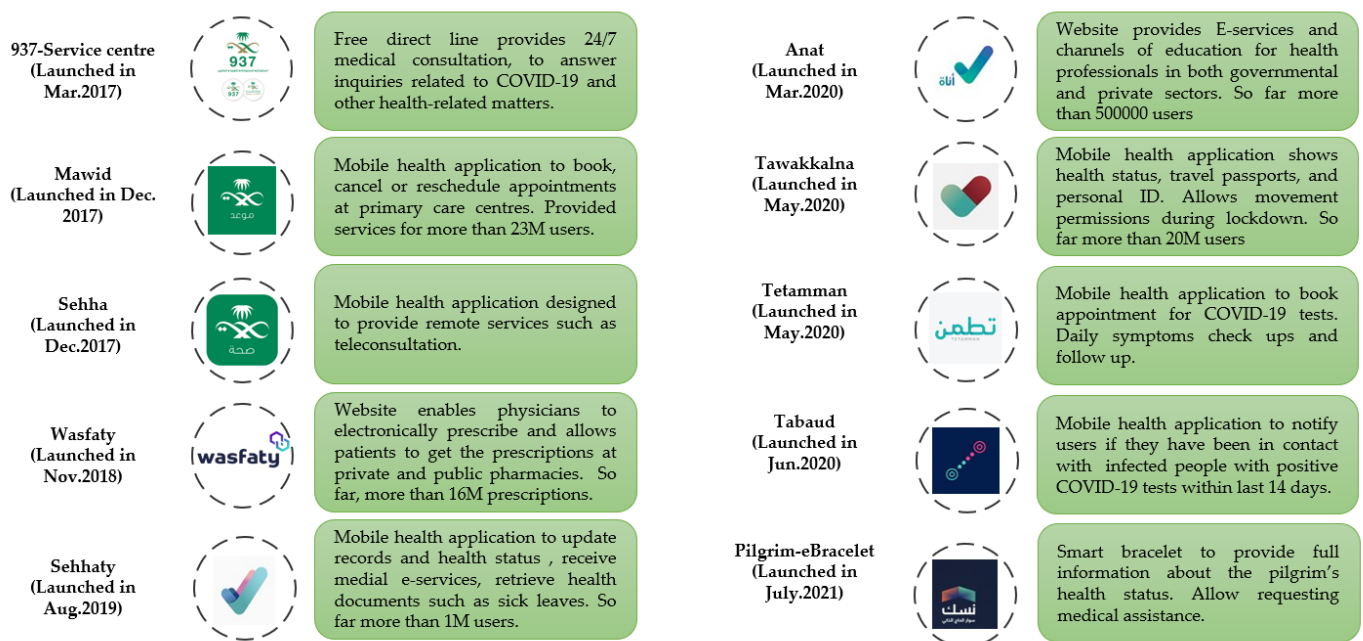 937-Service centre
(Launched in
Mar.2017)
937
937
Free direct line provides 24/7
medical consultation, to answer
inquiries related to COVID-19 and
other health-related matters.
Mawid
(Launched in Dec.
2017)
موعد
Mobile health application to book,
cancel or reschedule appointments
at primary care centres. Provided
services for more than 23M users.
Sehha
(Launched in
Dec.2017)
صحة
Mobile health application designed
to provide remote services such as
teleconsultation.
Wasfaty
(Launched in
Nov.2018)
wasfaty
Website enables physicians to
electronically prescribe and allows
patients to get the prescriptions at
private and public pharmacies. So
far, more than 16M prescriptions.
Sehhaty
(Launched in
Aug.2019)
Mobile health application to update
records and health status , receive
medial e-services, retrieve health
documents such as sick leaves. So
far more than 1M users.
Anat
(Launched in
Mar.2020)
أناة
Website provides E-services and
channels of education for health
professionals in both governmental
and private sectors. So far more
than 500000 users
Tawakkalna
(Launched in
May.2020)
Mobile health application shows
health status, travel passports, and
personal ID. Allows movement
permissions during lockdown. So
far more than 20M users
Tetamman
(Launched in
May.2020)
تطمن
TETAMMAN
Mobile health application to book
appointment for COVID-19 tests.
Daily symptoms check ups and
follow up.
Tabaud
(Launched in
Jun.2020)
Mobile health application to notify
users if they have been in contact
with infected people with positive
COVID-19 tests within last 14 days.
Pilgrim-eBracelet
(Launched in
July.2021)
نسك
سوار الحاج الذكي
Smart bracelet to provide full
information about the pilgrim's
health status. Allow requesting
medical assistance.